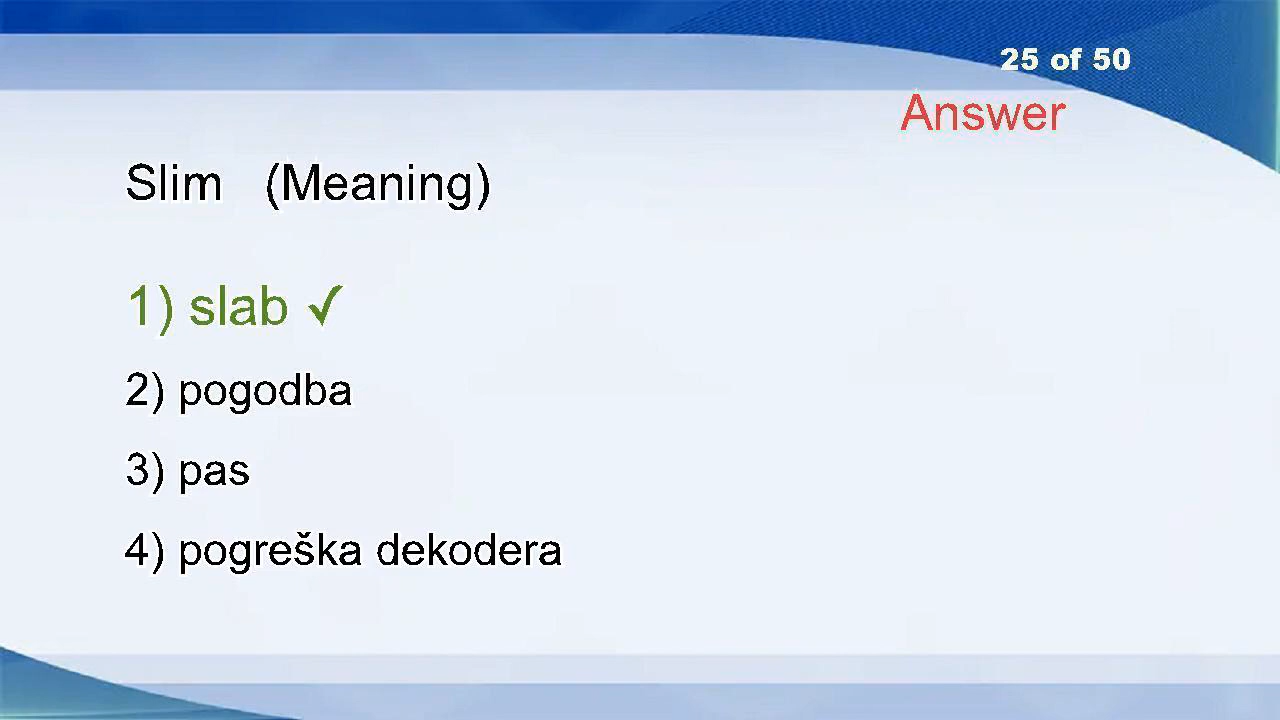 25 of 50
Answer
Slim (Meaning)
1) slab ✓
2) pogodba
3) pas
4) pogreška dekodera